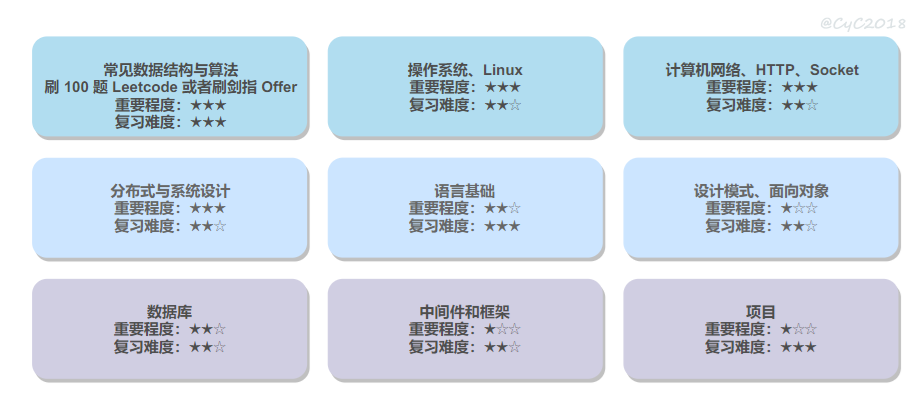 @CyC2018
常见数据结构与算法
刷 100 题 Leetcode 或者刷剑指 Offer
重要程度：★★★
复习难度：★★★
操作系统、Linux
重要程度：★★★
复习难度：★★☆
计算机网络、HTTP、Socket
重要程度：★★★
复习难度：★★☆
分布式与系统设计
重要程度：★★★
复习难度：★★☆
语言基础
重要程度：★★☆
复习难度：★★★
设计模式、面向对象
重要程度：★☆☆
复习难度：★★☆
数据库
重要程度：★★☆
复习难度：★★☆
中间件和框架
重要程度：★☆☆
复习难度：★★☆
项目
重要程度：★☆☆
复习难度：★★★